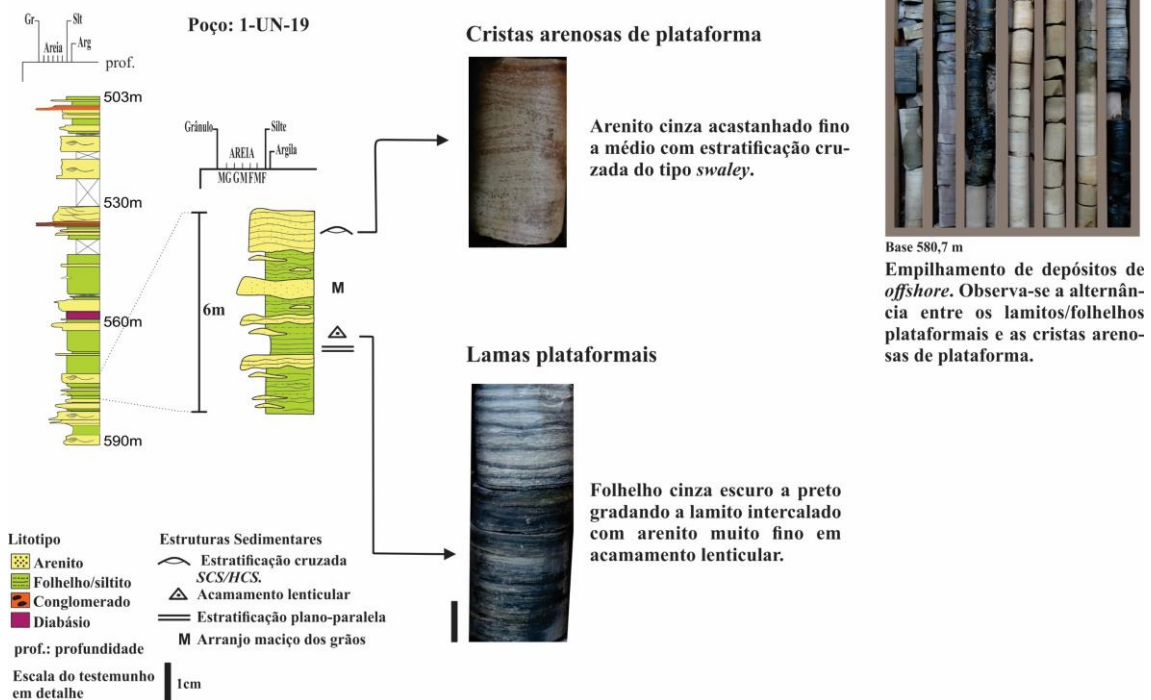 Poço: 1-UN-19
Gr
Slt
Areia
Arg
prof.
503m
530m
560m
590m
Grânulo
Silte
AREIA
Argila
MG G M F MF
6m
M
Cristas arenosas de plataforma
Arenito cinza acastanhado fino
a médio com estratificação cru-
zada do tipo swaley.
Lamas plataformais
Folhelho cinza escuro a preto
gradando a lamito intercalado
com arenito muito fino em
acamamento lenticular.
Base 580,7 m
Empilhamento de depósitos de
offshore. Observa-se a alternân-
cia entre os lamitos/folhelhos
plataformais e as cristas areno-
sas de plataforma.
Litotipo
Arenito
Folhelho/siltito
Conglomerado
Diabásio
prof.: profundidade
Escala do testemunho
em detalhe
1cm
Estruturas Sedimentares
Estratificação cruzada
SCS/HCS.
Acamamento lenticular
Estratificação plano-paralela
M Arranjo maciço dos grãos